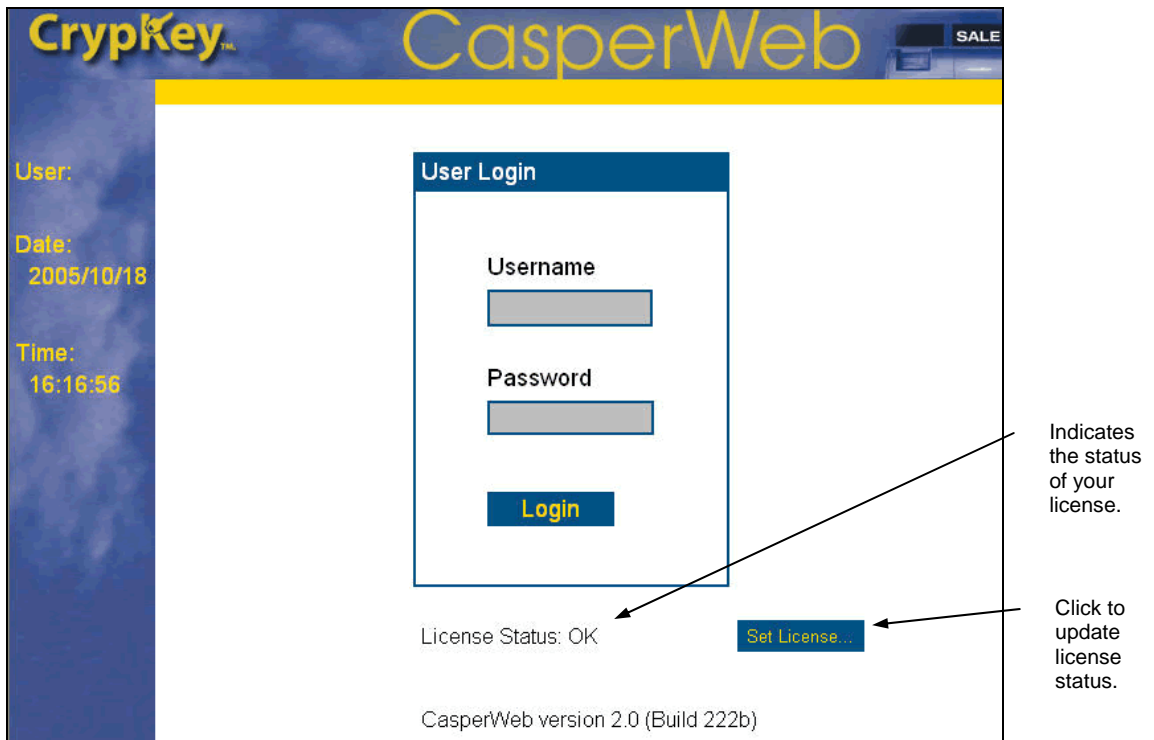 CrypKey™
CasperWeb
SALE
User:
Date:
2005/10/18
Time:
16:16:56
User Login
Username
Password
Login
License Status: OK
Set License...
CasperWeb version 2.0 (Build 222b)
Indicates
the status
of your
license.
Click to
update
license
status.